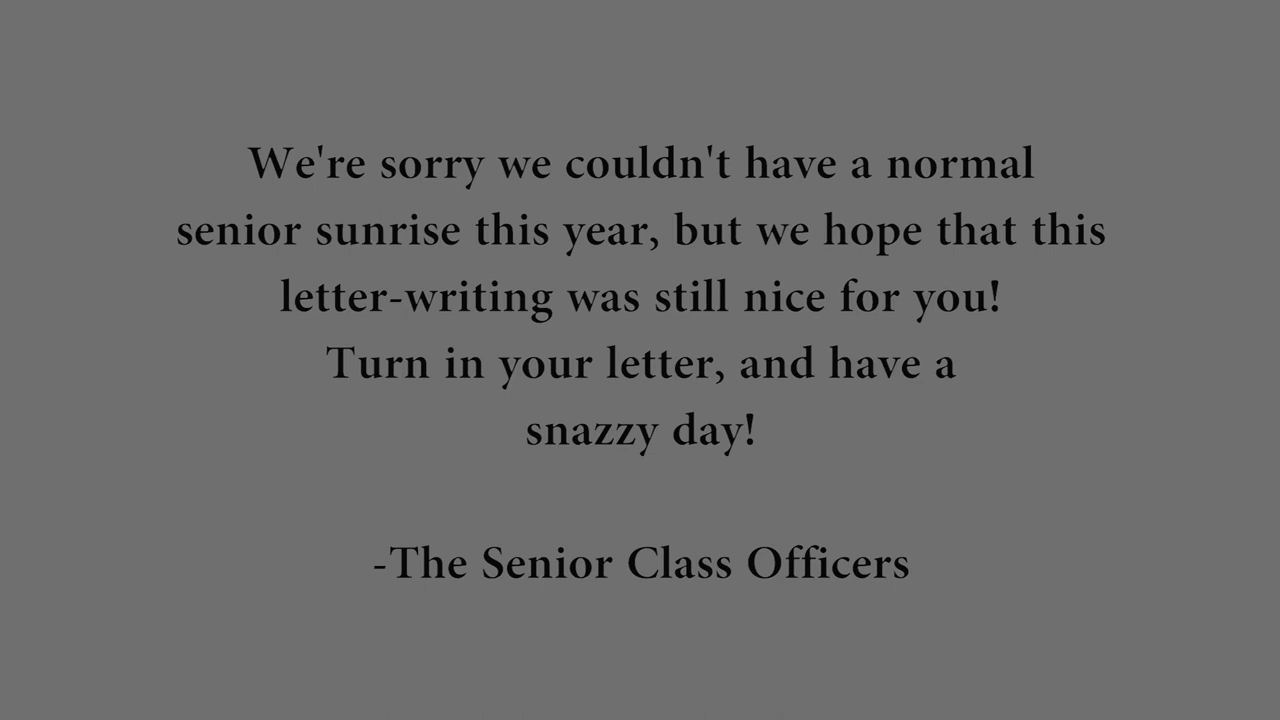 We're sorry we couldn't have a normal
senior sunrise this year, but we hope that this
letter-writing was still nice for you!
Turn in your letter, and have a
snazzy day!
-The Senior Class Officers